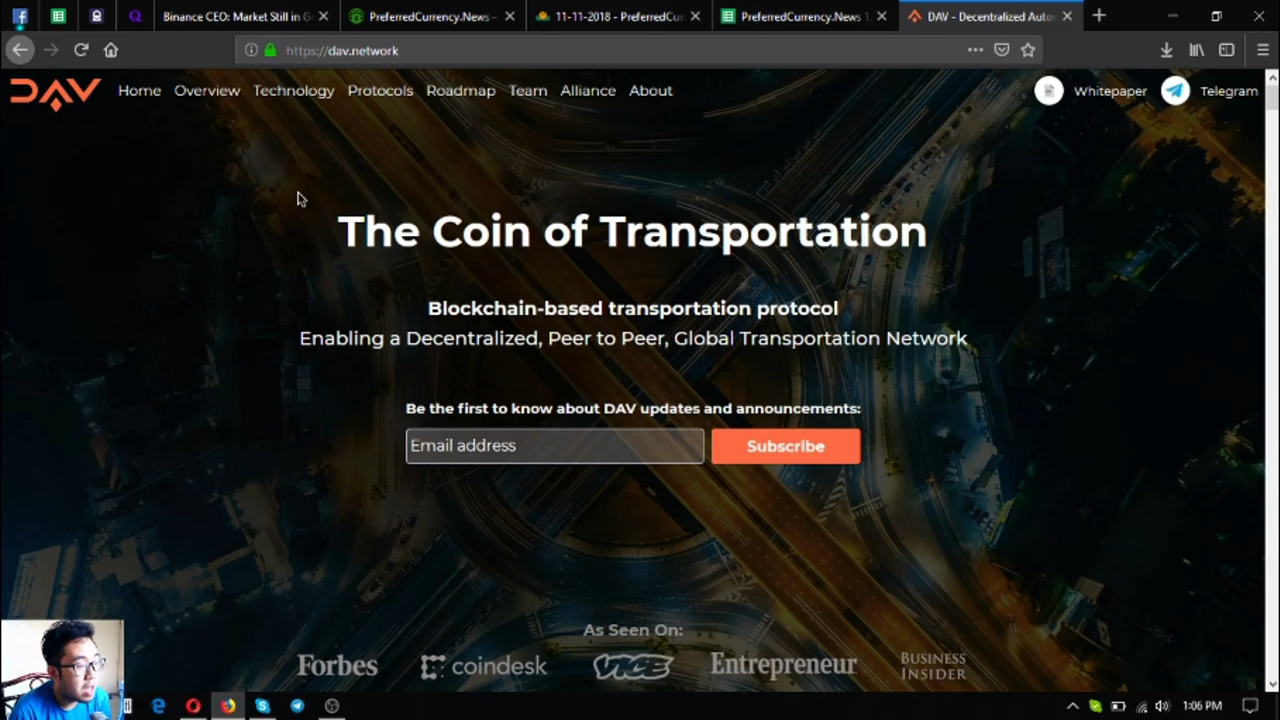 Binance CEO: Market Still in G
PreferredCurrency.News –
11-11-2018 - PreferredCu
PreferredCurrency.News 1
DAV - Decentralized Auto
https://dav.network
DAV
Home
Overview
Technology
Protocols
Roadmap
Team
Alliance
About
Whitepaper
Telegram
The Coin of Transportation
Blockchain-based transportation protocol
Enabling a Decentralized, Peer to Peer, Global Transportation Network
Be the first to know about DAV updates and announcements:
Email address
Subscribe
As Seen On:
Forbes
coindesk
VICE
Entrepreneur
BUSINESS
INSIDER
1:06 PM